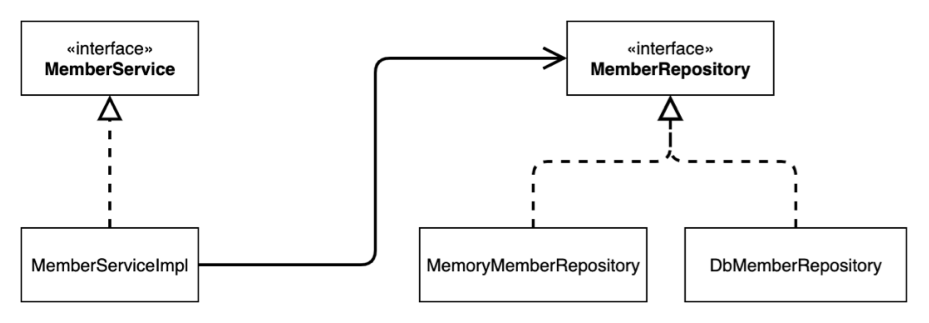 «interface»
MemberService
«interface»
MemberRepository
MemberServiceImpl
MemoryMemberRepository
DbMemberRepository